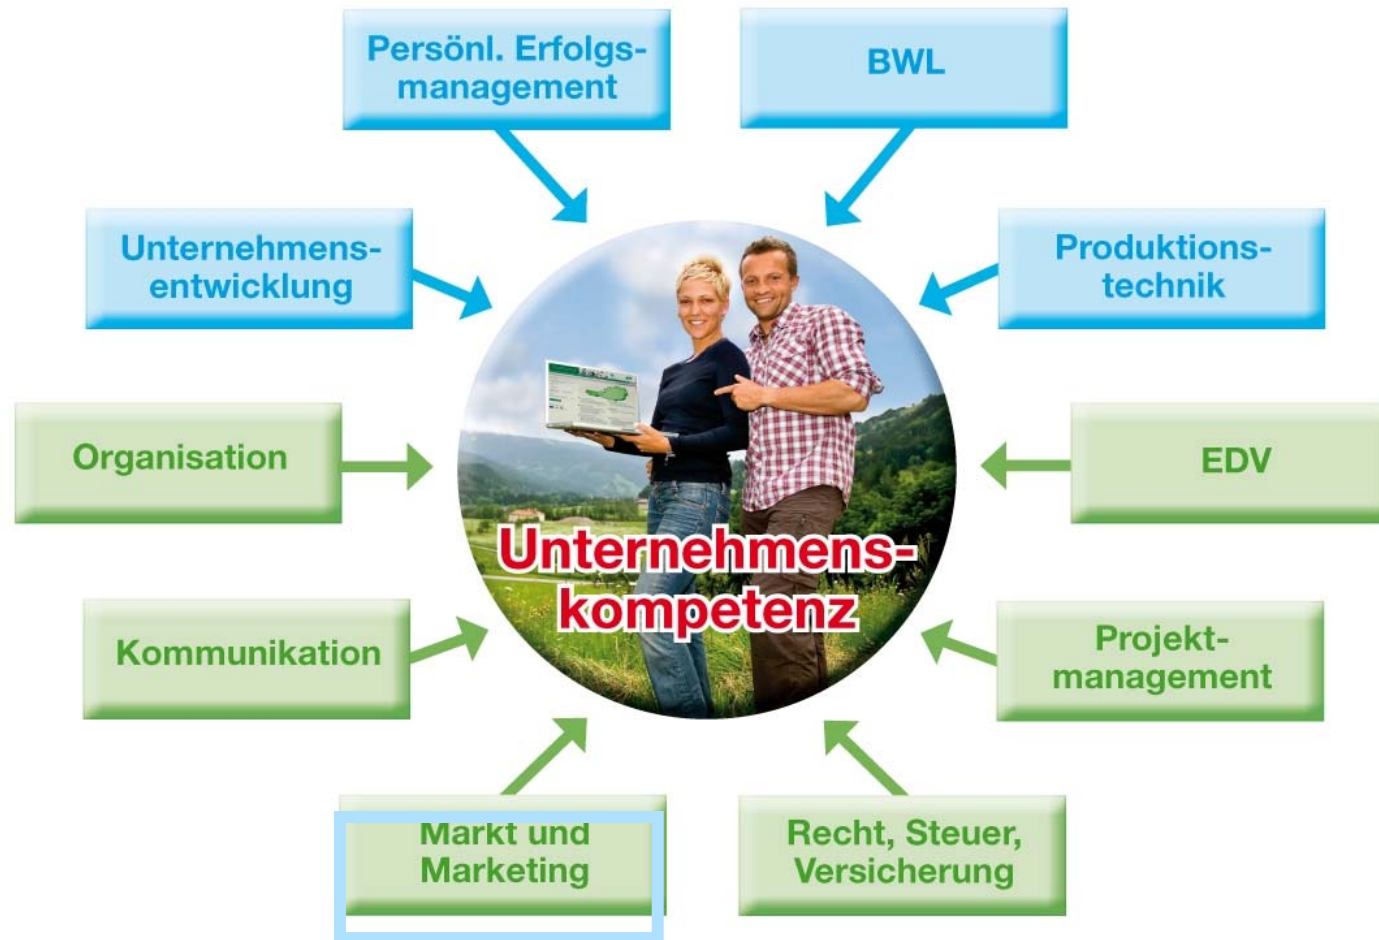 Persönl. Erfolgs-
management
BWL
Unternehmens-
entwicklung
Produktions-
technik
Organisation
EDV
Unternehmens-
kompetenz
Kommunikation
Projekt-
management
Markt und
Marketing
Recht, Steuer,
Versicherung